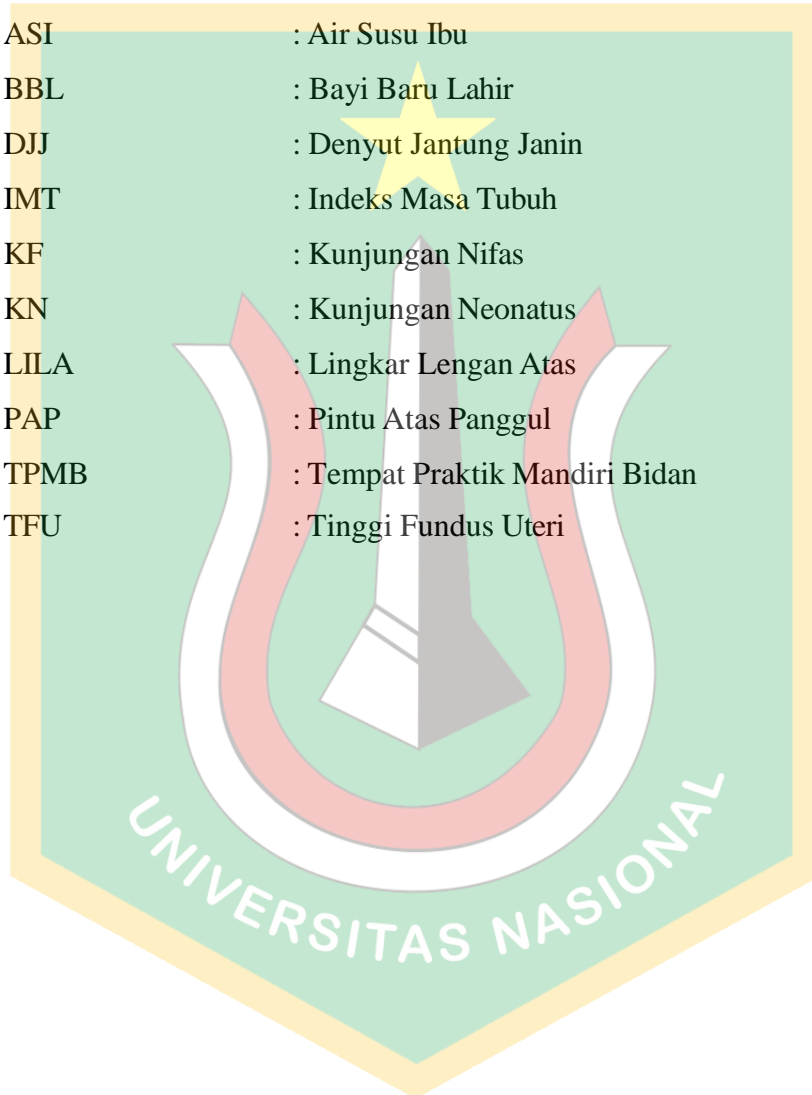 ASI : Air Susu Ibu
BBL : Bayi Baru Lahir
DJJ : Denyut Jantung Janin
IMT : Indeks Masa Tubuh
KF : Kunjungan Nifas
KN : Kunjungan Neonatus
LILA : Lingkar Lengan Atas
PAP : Pintu Atas Panggul
TPMB : Tempat Praktik Mandiri Bidan
TFU : Tinggi Fundus Uteri
UNIVERSITAS NASIONAL